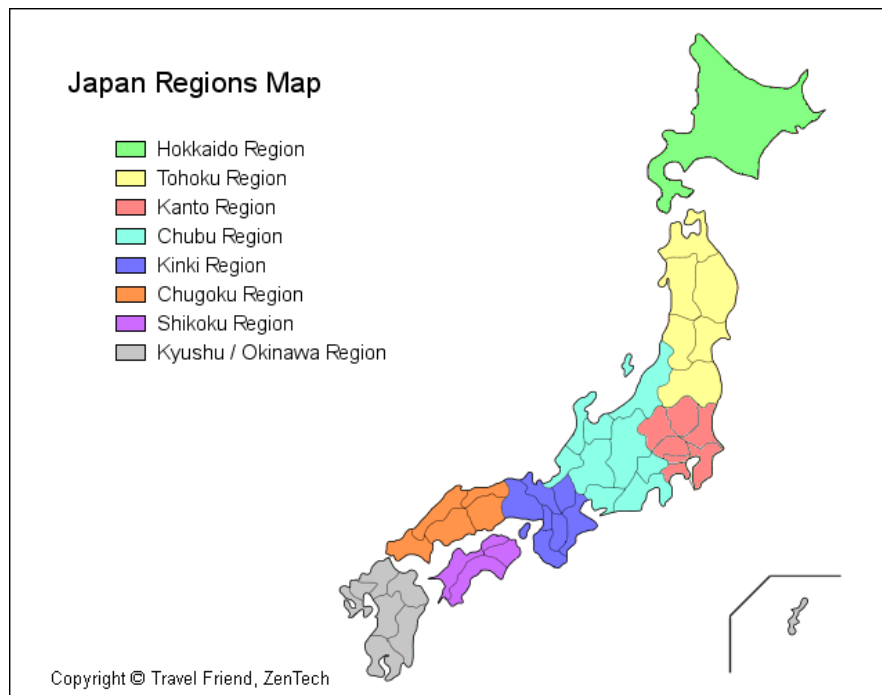 Japan Regions Map
Hokkaido Region
Tohoku Region
Kanto Region
Chubu Region
Kinki Region
Chugoku Region
Shikoku Region
Kyushu / Okinawa Region
Copyright © Travel Friend, ZenTech